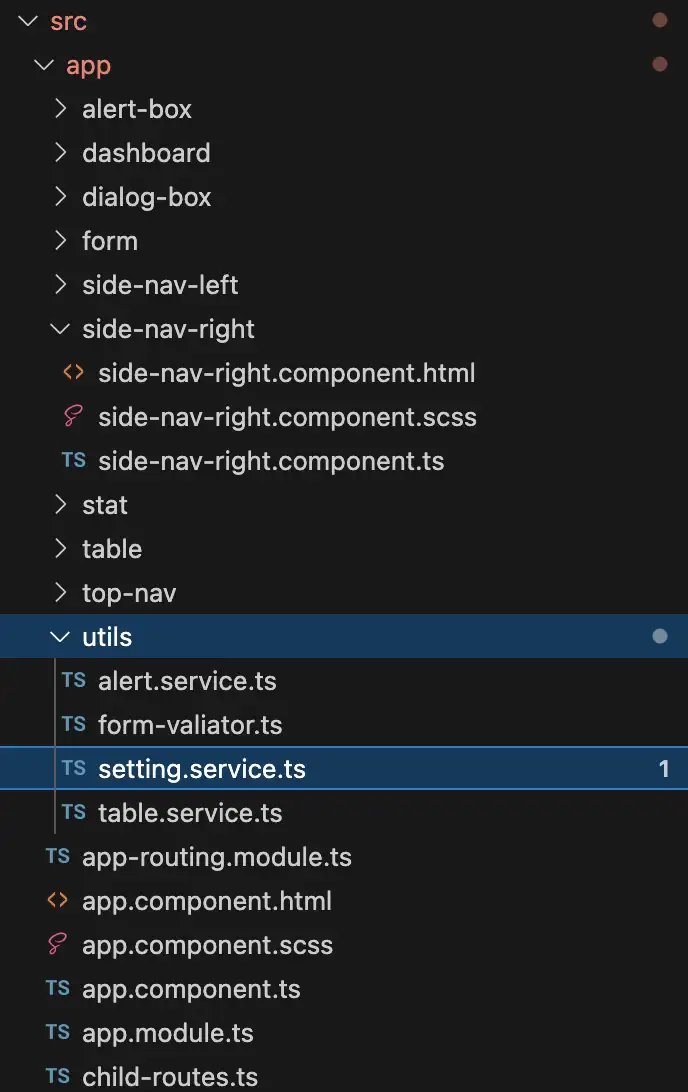 src
app
alert-box
dashboard
dialog-box
form
side-nav-left
side-nav-right
<> side-nav-right.component.html
side-nav-right.component.scss
TS side-nav-right.component.ts
stat
table
top-nav
utils
TS alert.service.ts
TS form-valiator.ts
TS setting.service.ts 1
TS table.service.ts
TS app-routing.module.ts
<> app.component.html
app.component.scss
TS app.component.ts
TS app.module.ts
TS child-routes.ts